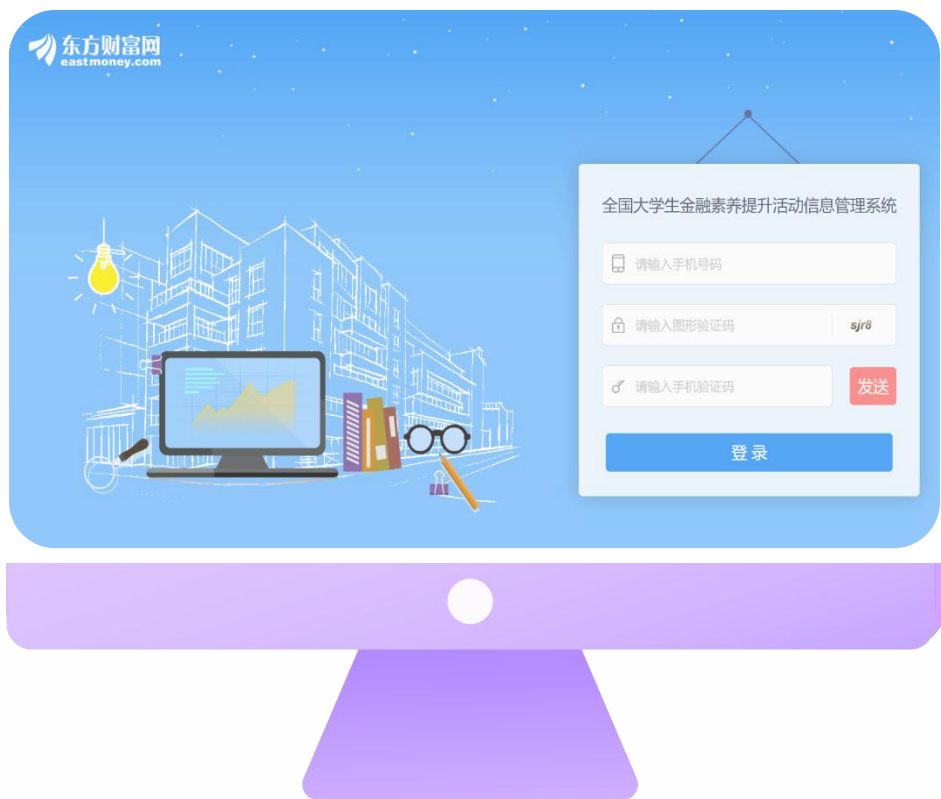 东方财富网
eastmoney.com
全国大学生金融素养提升活动信息管理系统
请输入手机号码
请输入图形验证码
sjr8
请输入手机验证码
发送
登录